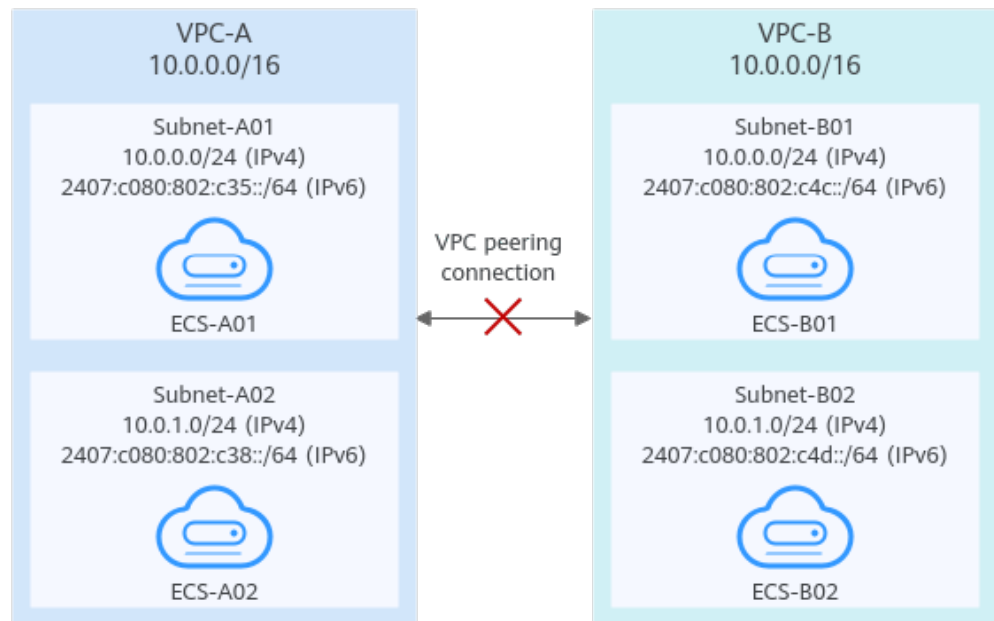 VPC-A
10.0.0.0/16
Subnet-A01
10.0.0.0/24 (IPv4)
2407:c080:802:c35::/64 (IPv6)
ECS-A01
Subnet-A02
10.0.1.0/24 (IPv4)
2407:c080:802:c38::/64 (IPv6)
ECS-A02
VPC peering
connection
VPC-B
10.0.0.0/16
Subnet-B01
10.0.0.0/24 (IPv4)
2407:c080:802:c4c::/64 (IPv6)
ECS-B01
Subnet-B02
10.0.1.0/24 (IPv4)
2407:c080:802:c4d::/64 (IPv6)
ECS-B02